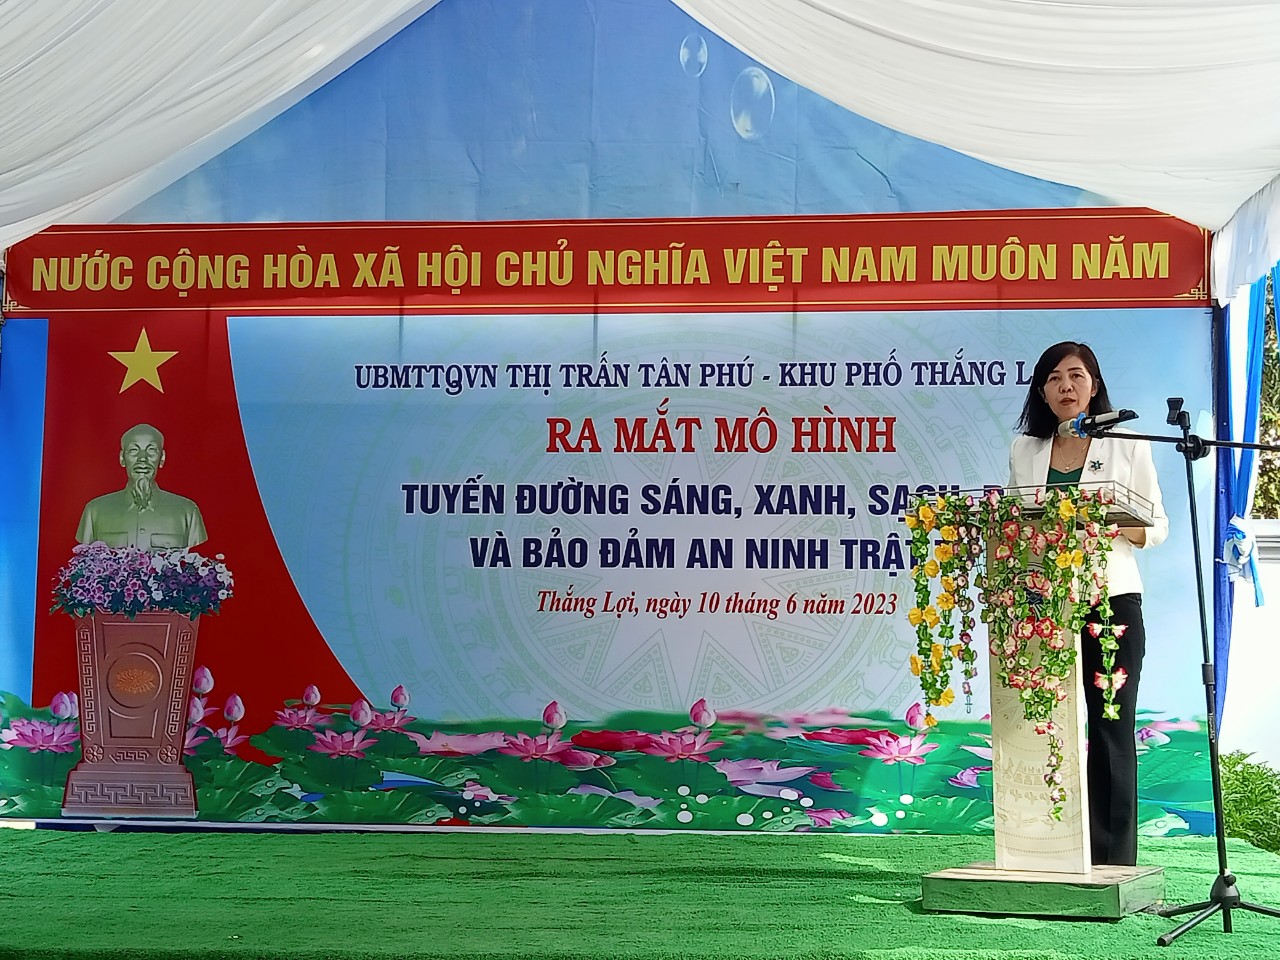 NƯỚC CỘNG HÒA XÃ HỘI CHỦ NGHĨA VIỆT NAM MUÔN NĂM
UBMTTQVN THỊ TRẤN TÂN PHÚ - KHU PHỐ THẮNG
RA MẮT MÔ HÌNH
TUYẾN ĐƯỜNG SÁNG, XANH, SẠCH,
VÀ BẢO ĐẢM AN NINH TRẬT
Thắng Lợi, ngày 10 tháng 6 năm 2023